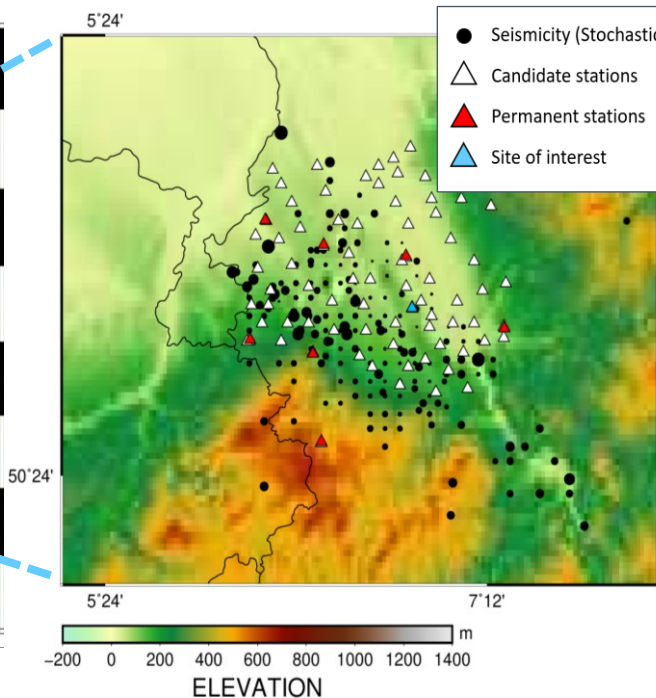 5˚24'
Seismicity (Stochastic
Candidate stations
Permanent stations
Site of interest
50˚24'
5˚24' 7˚12'
m
−200 0 200 400 600 800 1000 1200 1400
ELEVATION